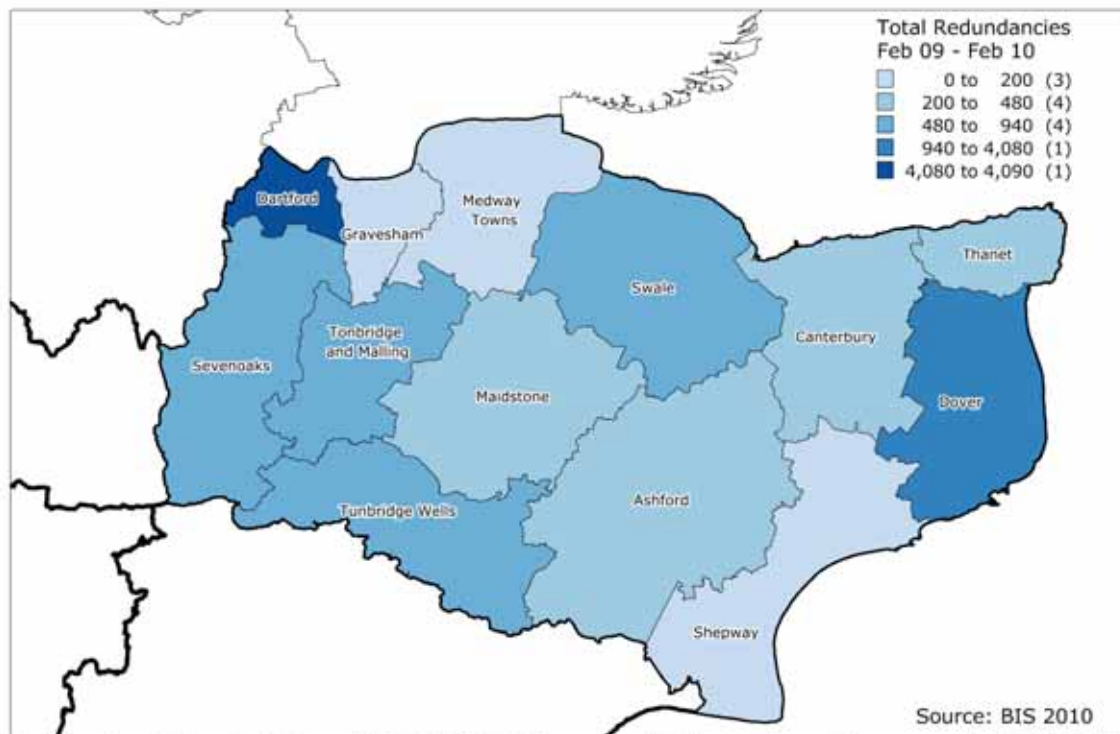 Total Redundancies
Feb 09 - Feb 10
0 to 200 (3)
200 to 480 (4)
480 to 940 (4)
940 to 4,080 (1)
4,080 to 4,090 (1)
Dartford
Gravesham
Medway
Towns
Thanet
Swale
Canterbury
Tonbridge
and Malling
Sevenoaks
Maidstone
Dover
Ashford
Tunbridge Wells
Shepway
Source: BIS 2010